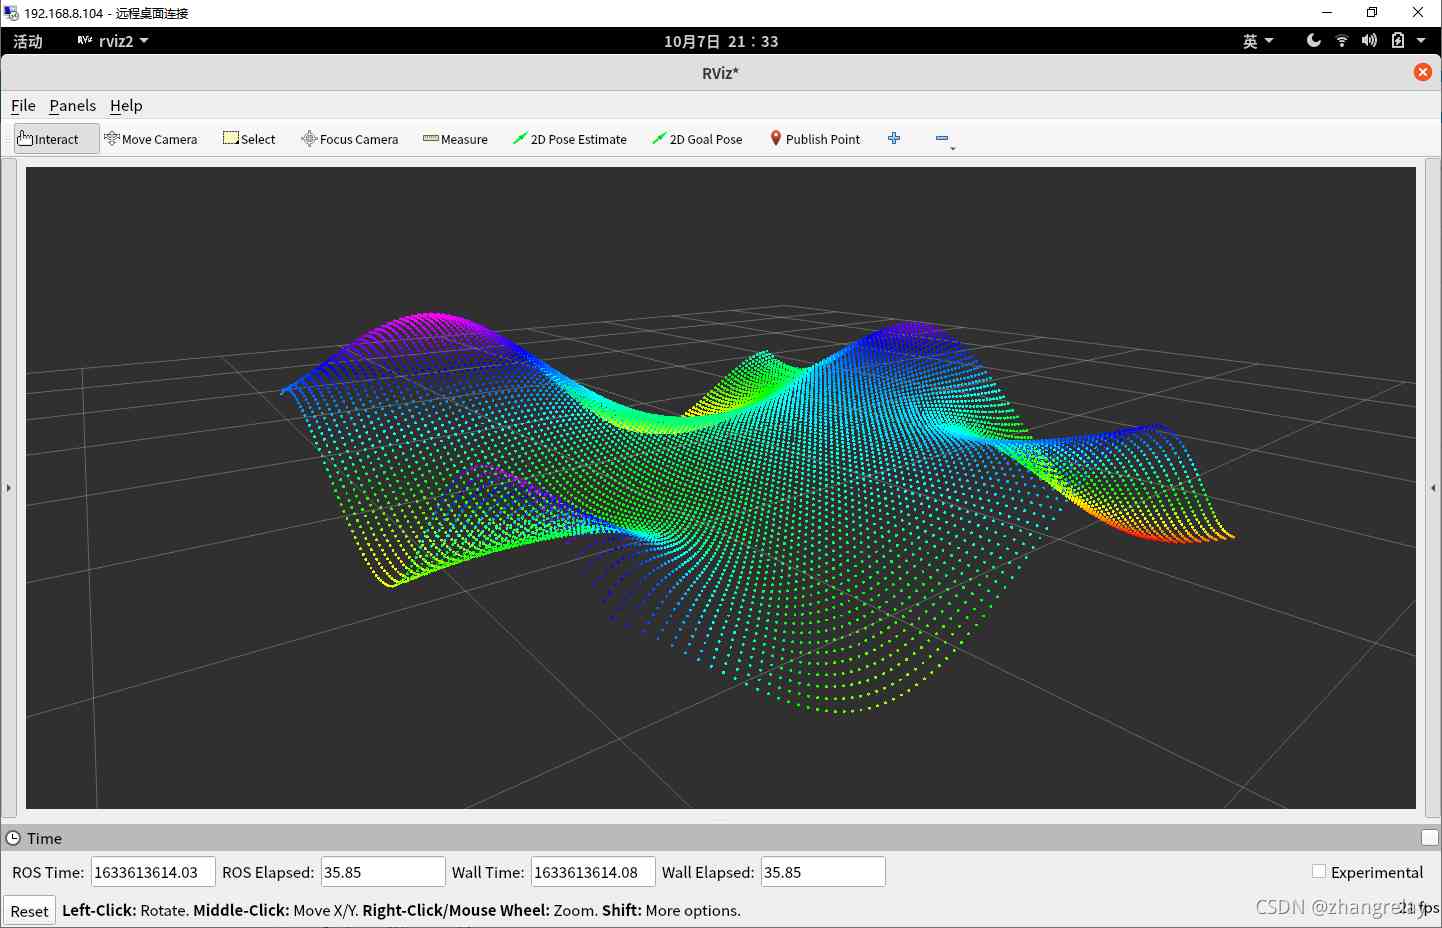 192.168.8.104 - 远程桌面连接
活动 RViz rviz2 10月7日 21：33 英
RViz*
File Panels Help
Interact Move Camera Select Focus Camera Measure 2D Pose Estimate 2D Goal Pose Publish Point
Time
ROS Time: 1633613614.03 ROS Elapsed: 35.85 Wall Time: 1633613614.08 Wall Elapsed: 35.85 Experimental
Reset Left-Click: Rotate. Middle-Click: Move X/Y. Right-Click/Mouse Wheel: Zoom. Shift: More options. 21 fps
CSDN @zhangrelay